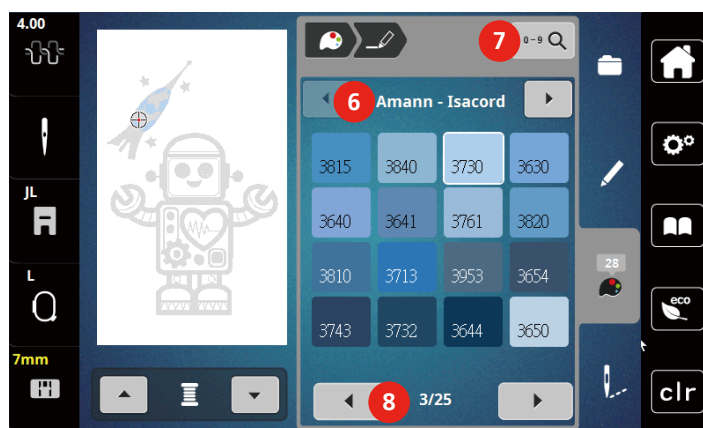 4.00
7
0-9
6 Amann - Isacord
3815 3840 3730 3630
JL
3640 3641 3761 3820
28
3810 3713 3953 3654
L
eco
3743 3732 3644 3650
7mm
8 3/25
clr